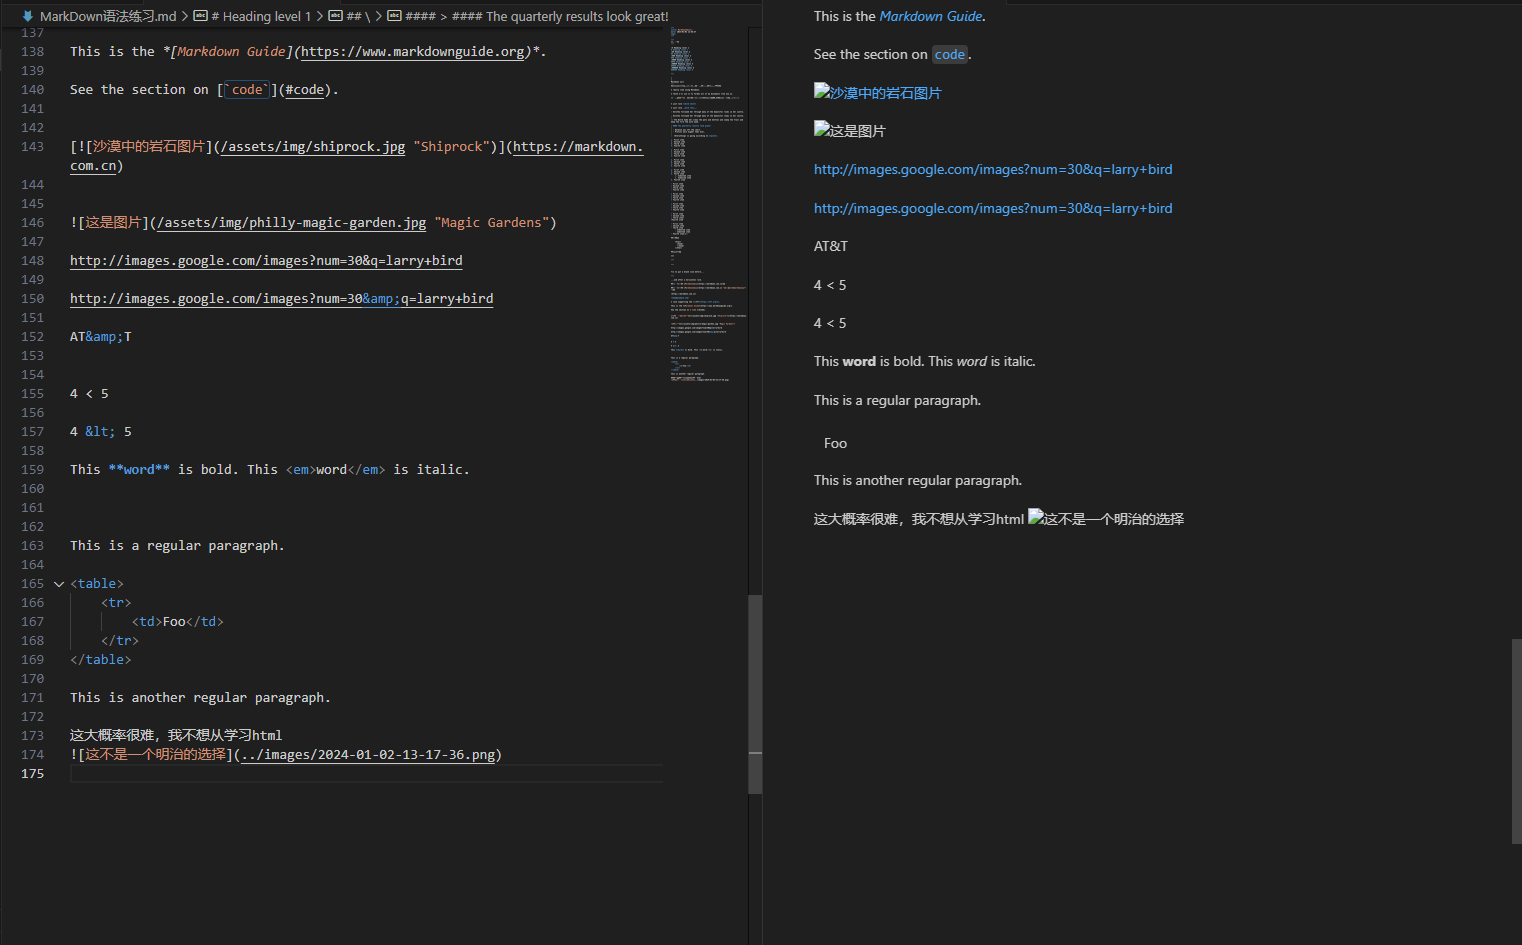 MarkDown语法练习.md > # Heading level 1 > ## \ > #### > #### The quarterly results look great!
137
138 This is the *[Markdown Guide](https://www.markdownguide.org)*.
139
140 See the section on [`code`](#code).
141
142
143 [![沙漠中的岩石图片](/assets/img/shiprock.jpg "Shiprock")](https://markdown.
com.cn)
144
145
146 ![这是图片](/assets/img/philly-magic-garden.jpg "Magic Gardens")
147
148 http://images.google.com/images?num=30&q=larry+bird
149
150 http://images.google.com/images?num=30&amp;q=larry+bird
151
152 AT&amp;T
153
154
155 4 < 5
156
157 4 &lt; 5
158
159 This **word** is bold. This <em>word</em> is italic.
160
161
162
163 This is a regular paragraph.
164
165 <table>
166 <tr>
167 <td>Foo</td>
168 </tr>
169 </table>
170
171 This is another regular paragraph.
172
173 这大概率很难，我不想从学习html
174 ![这不是一个明治的选择](../images/2024-01-02-13-17-36.png)
175
This is the Markdown Guide.
See the section on code.
沙漠中的岩石图片
这是图片
http://images.google.com/images?num=30&q=larry+bird
http://images.google.com/images?num=30&q=larry+bird
AT&T
4 < 5
4 < 5
This word is bold. This word is italic.
This is a regular paragraph.
Foo
This is another regular paragraph.
这大概率很难，我不想从学习html 这不是一个明治的选择